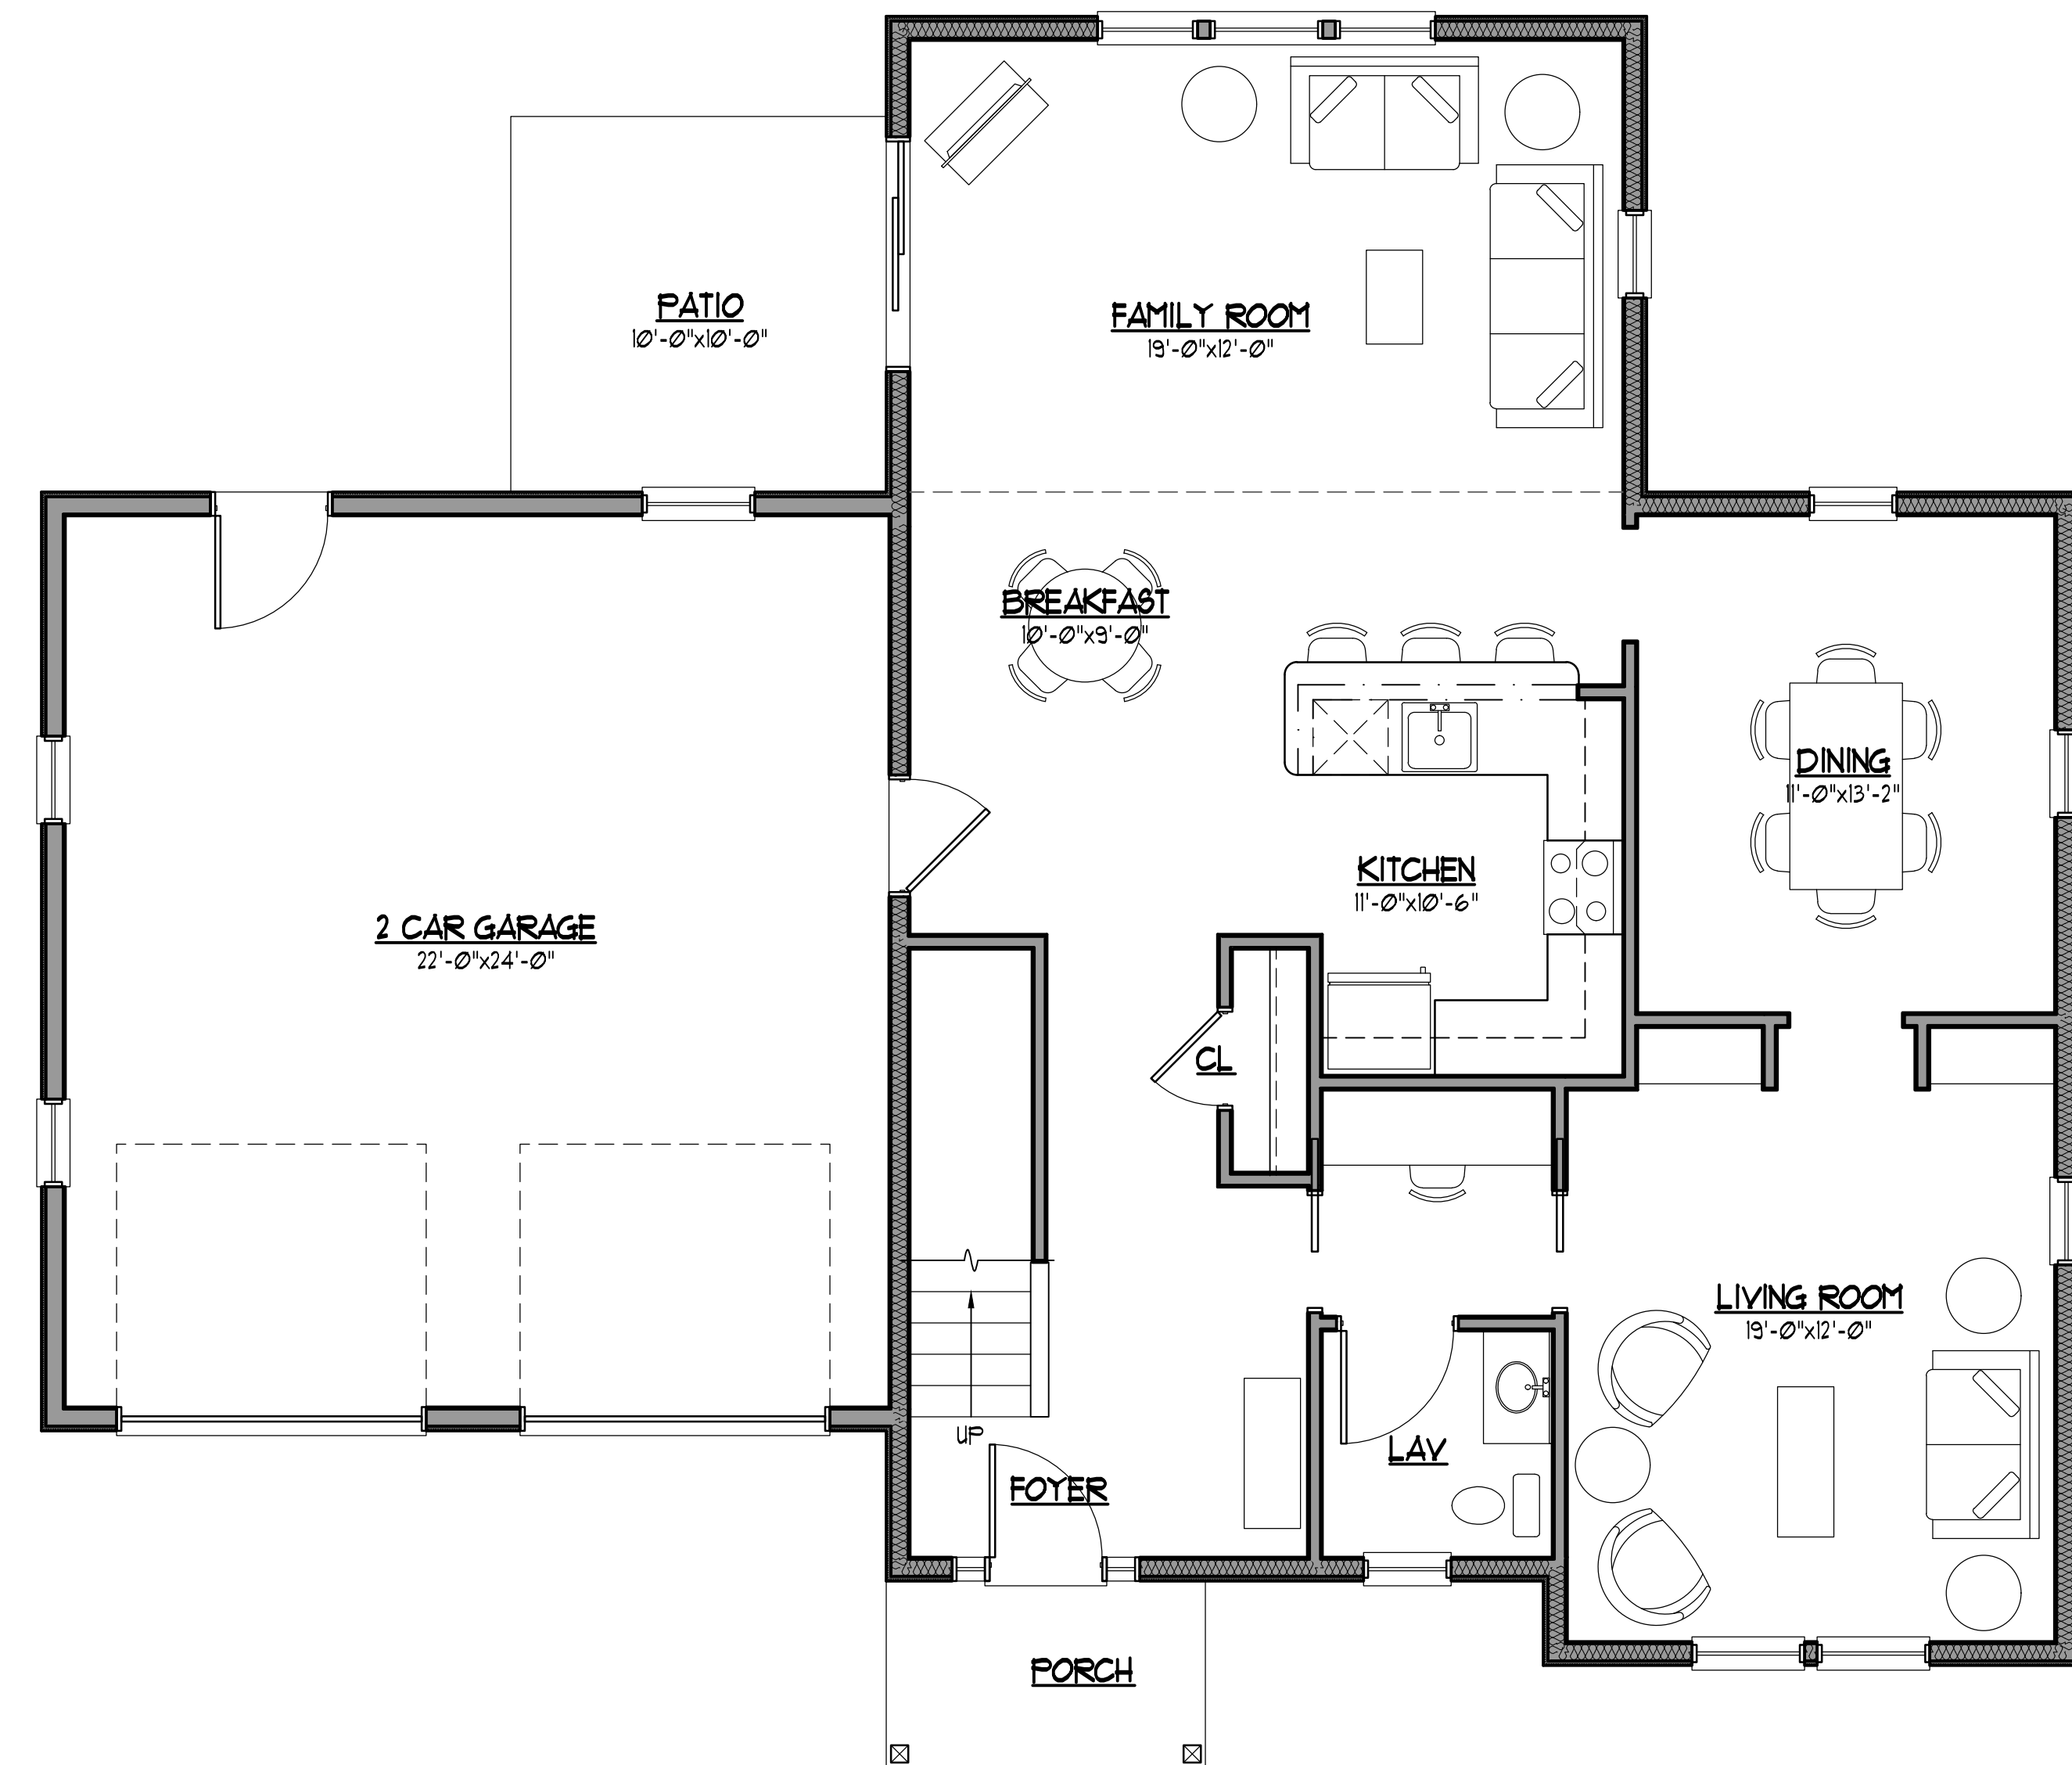 PATIO
10'-0"x10'-0"
FAMILY ROOM
19'-0"x12'-0"
BREAKFAST
10'-0"x9'-0"
DINING
11'-0"x13'-2"
KITCHEN
11'-0"x10'-6"
2 CAR GARAGE
22'-0"x24'-0"
CL
LIVING ROOM
19'-0"x12'-0"
UP
LAV
FOYER
PORCH